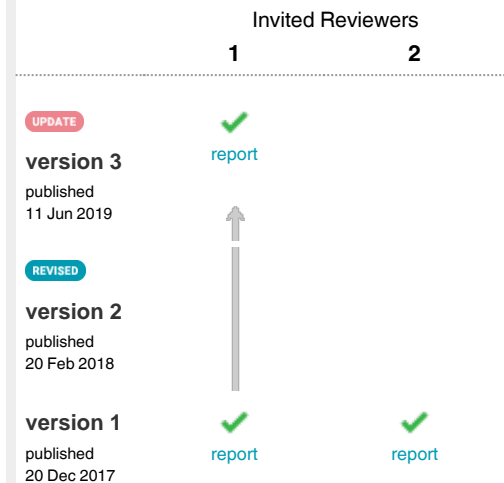 Invited Reviewers
1 2
UPDATE
version 3
report
published
11 Jun 2019
REVISED
version 2
published
20 Feb 2018
version 1
published
report report
20 Dec 2017